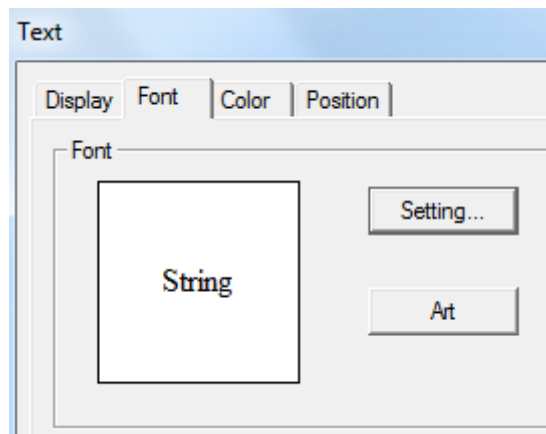 Text
Display Font Color Position
Font
Setting...
String
Art